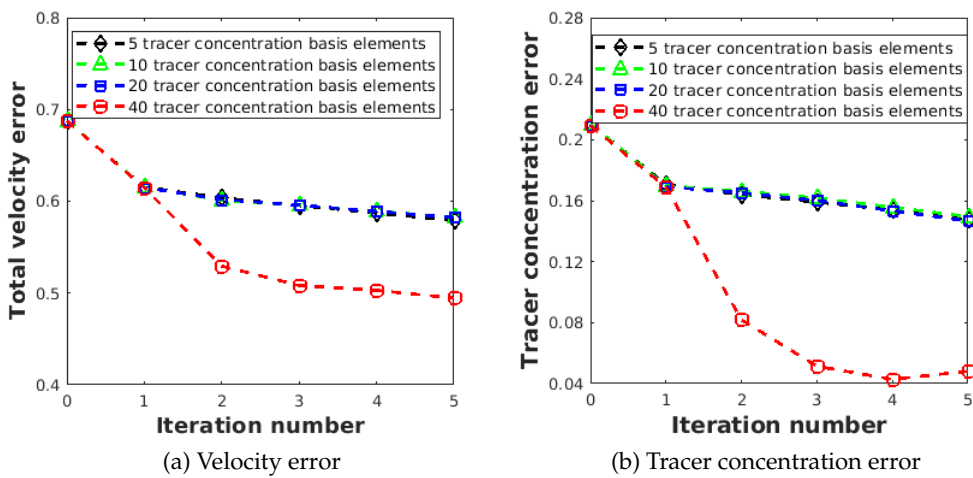 0.8
0.7
0.6
0.5
0.4
Total velocity error
5 tracer concentration basis elements
10 tracer concentration basis elements
20 tracer concentration basis elements
40 tracer concentration basis elements
0 1 2 3 4 5
Iteration number
(a) Velocity error
0.28
0.24
0.2
0.16
0.12
0.08
0.04
Tracer concentration error
5 tracer concentration basis elements
10 tracer concentration basis elements
20 tracer concentration basis elements
40 tracer concentration basis elements
0 1 2 3 4 5
Iteration number
(b) Tracer concentration error